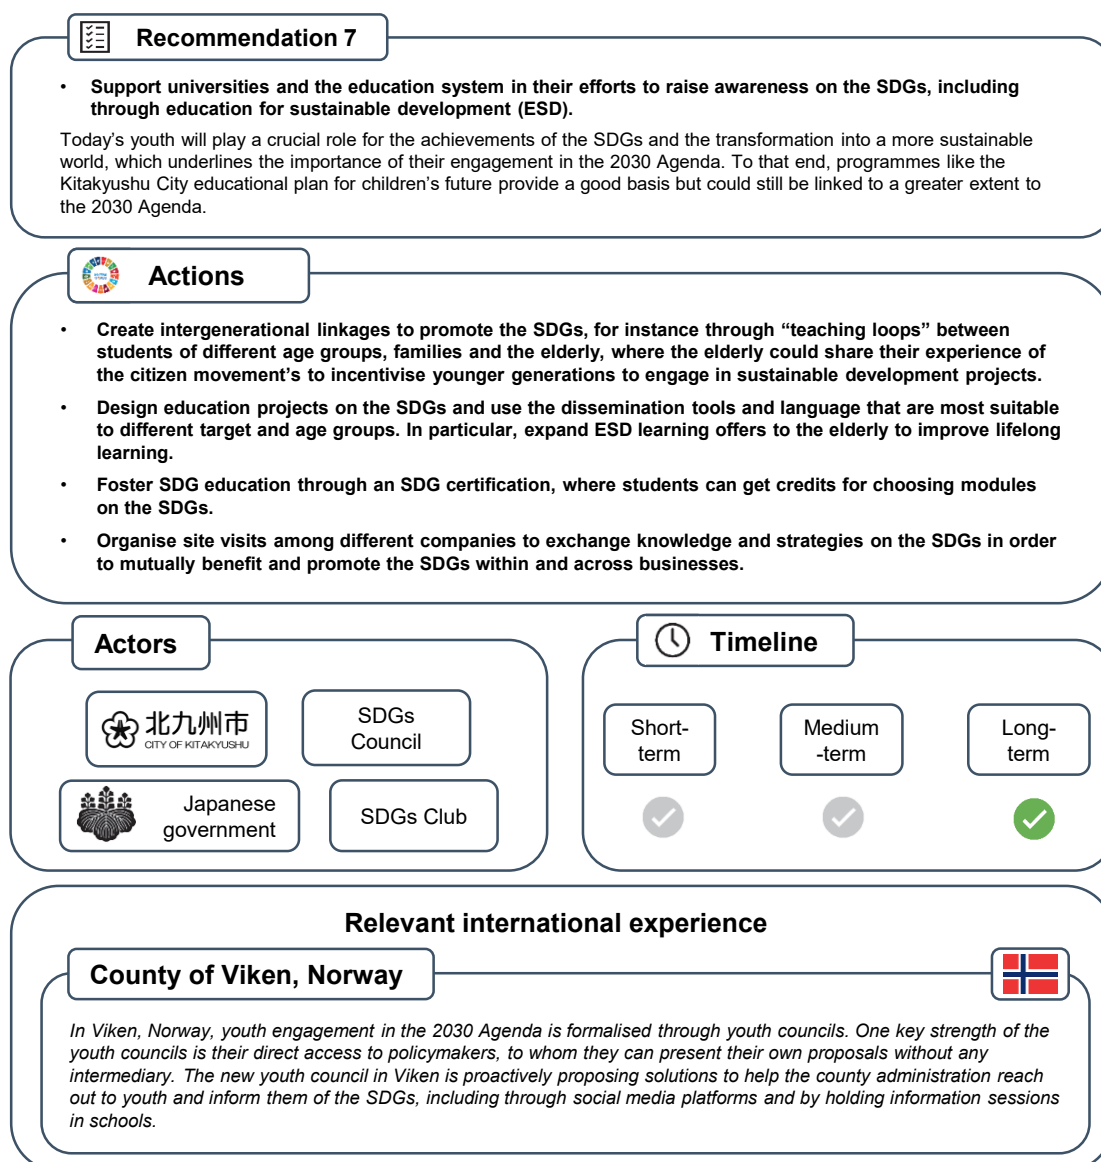 Recommendation 7
• Support universities and the education system in their efforts to raise awareness on the SDGs, including
through education for sustainable development (ESD).
Today's youth will play a crucial role for the achievements of the SDGs and the transformation into a more sustainable
world, which underlines the importance of their engagement in the 2030 Agenda. To that end, programmes like the
Kitakyushu City educational plan for children's future provide a good basis but could still be linked to a greater extent to
the 2030 Agenda.
Actions
• Create intergenerational linkages to promote the SDGs, for instance through “teaching loops” between
students of different age groups, families and the elderly, where the elderly could share their experience of
the citizen movement's to incentivise younger generations to engage in sustainable development projects.
• Design education projects on the SDGs and use the dissemination tools and language that are most suitable
to different target and age groups. In particular, expand ESD learning offers to the elderly to improve lifelong
learning.
• Foster SDG education through an SDG certification, where students can get credits for choosing modules
on the SDGs.
• Organise site visits among different companies to exchange knowledge and strategies on the SDGs in order
to mutually benefit and promote the SDGs within and across businesses.
Actors
北九州市
CITY OF KITAKYUSHU
SDGs
Council
Japanese
government
SDGs Club
Timeline
Short-
term
Medium
-term
Long-
term
Relevant international experience
County of Viken, Norway
In Viken, Norway, youth engagement in the 2030 Agenda is formalised through youth councils. One key strength of the
youth councils is their direct access to policymakers, to whom they can present their own proposals without any
intermediary. The new youth council in Viken is proactively proposing solutions to help the county administration reach
out to youth and inform them of the SDGs, including through social media platforms and by holding information sessions
in schools.